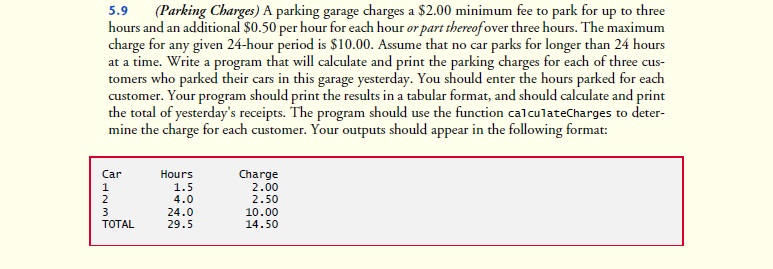 5.9 (Parking Charges) A parking garage charges a $2.00 minimum fee to park for up to three
hours and an additional $0.50 per hour for each hour or part thereof over three hours. The maximum
charge for any given 24-hour period is $10.00. Assume that no car parks for longer than 24 hours
at a time. Write a program that will calculate and print the parking charges for each of three cus-
tomers who parked their cars in this garage yesterday. You should enter the hours parked for each
customer. Your program should print the results in a tabular format, and should calculate and print
the total of yesterday's receipts. The program should use the function calculateCharges to deter-
mine the charge for each customer. Your outputs should appear in the following format:
Car Hours Charge
1 1.5 2.00
2 4.0 2.50
3 24.0 10.00
TOTAL 29.5 14.50